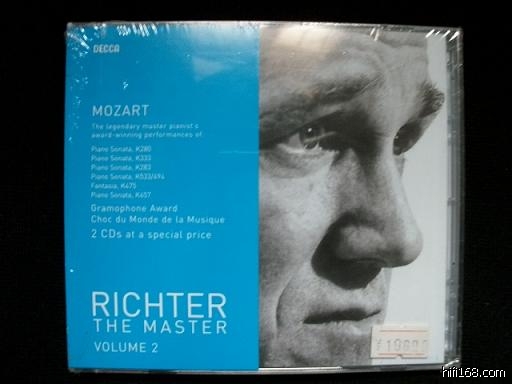 DECCA
MOZART
The legendary master pianist's
award-winning performances of:
Piano Sonata, K280
Piano Sonata, K333
Piano Sonata, K283
Piano Sonata, K533/494
Fantasia, K475
Piano Sonata, K457
Gramophone Award
Choc du Monde de la Musique
2 CDs at a special price
RICHTER
THE MASTER
VOLUME 2
hifi168.com